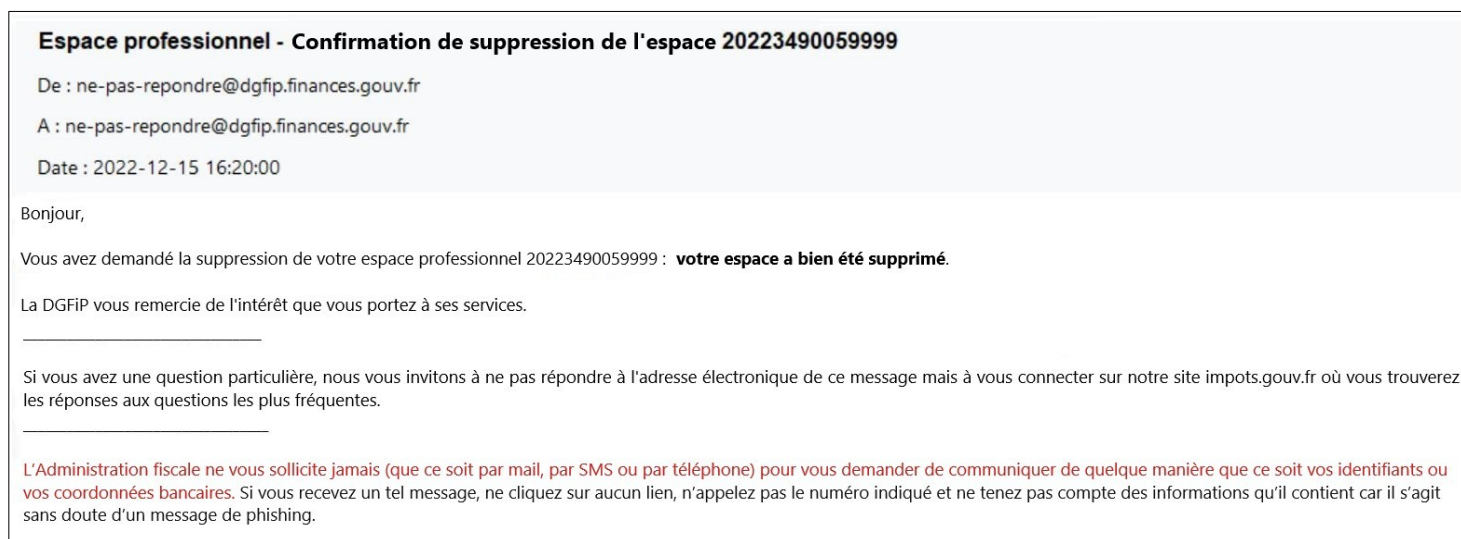 Espace professionnel - Confirmation de suppression de l'espace 20223490059999
De : ne-pas-repondre@dgfip.finances.gouv.fr
A : ne-pas-repondre@dgfip.finances.gouv.fr
Date : 2022-12-15 16:20:00
Bonjour,
Vous avez demandé la suppression de votre espace professionnel 20223490059999 : votre espace a bien été supprimé.
La DGFiP vous remercie de l'intérêt que vous portez à ses services.
Si vous avez une question particulière, nous vous invitons à ne pas répondre à l'adresse électronique de ce message mais à vous connecter sur notre site impots.gouv.fr où vous trouverez
les réponses aux questions les plus fréquentes.
L’Administration fiscale ne vous sollicite jamais (que ce soit par mail, par SMS ou par téléphone) pour vous demander de communiquer de quelque manière que ce soit vos identifiants ou
vos coordonnées bancaires. Si vous recevez un tel message, ne cliquez sur aucun lien, n’appelez pas le numéro indiqué et ne tenez pas compte des informations qu’il contient car il s’agit
sans doute d’un message de phishing.